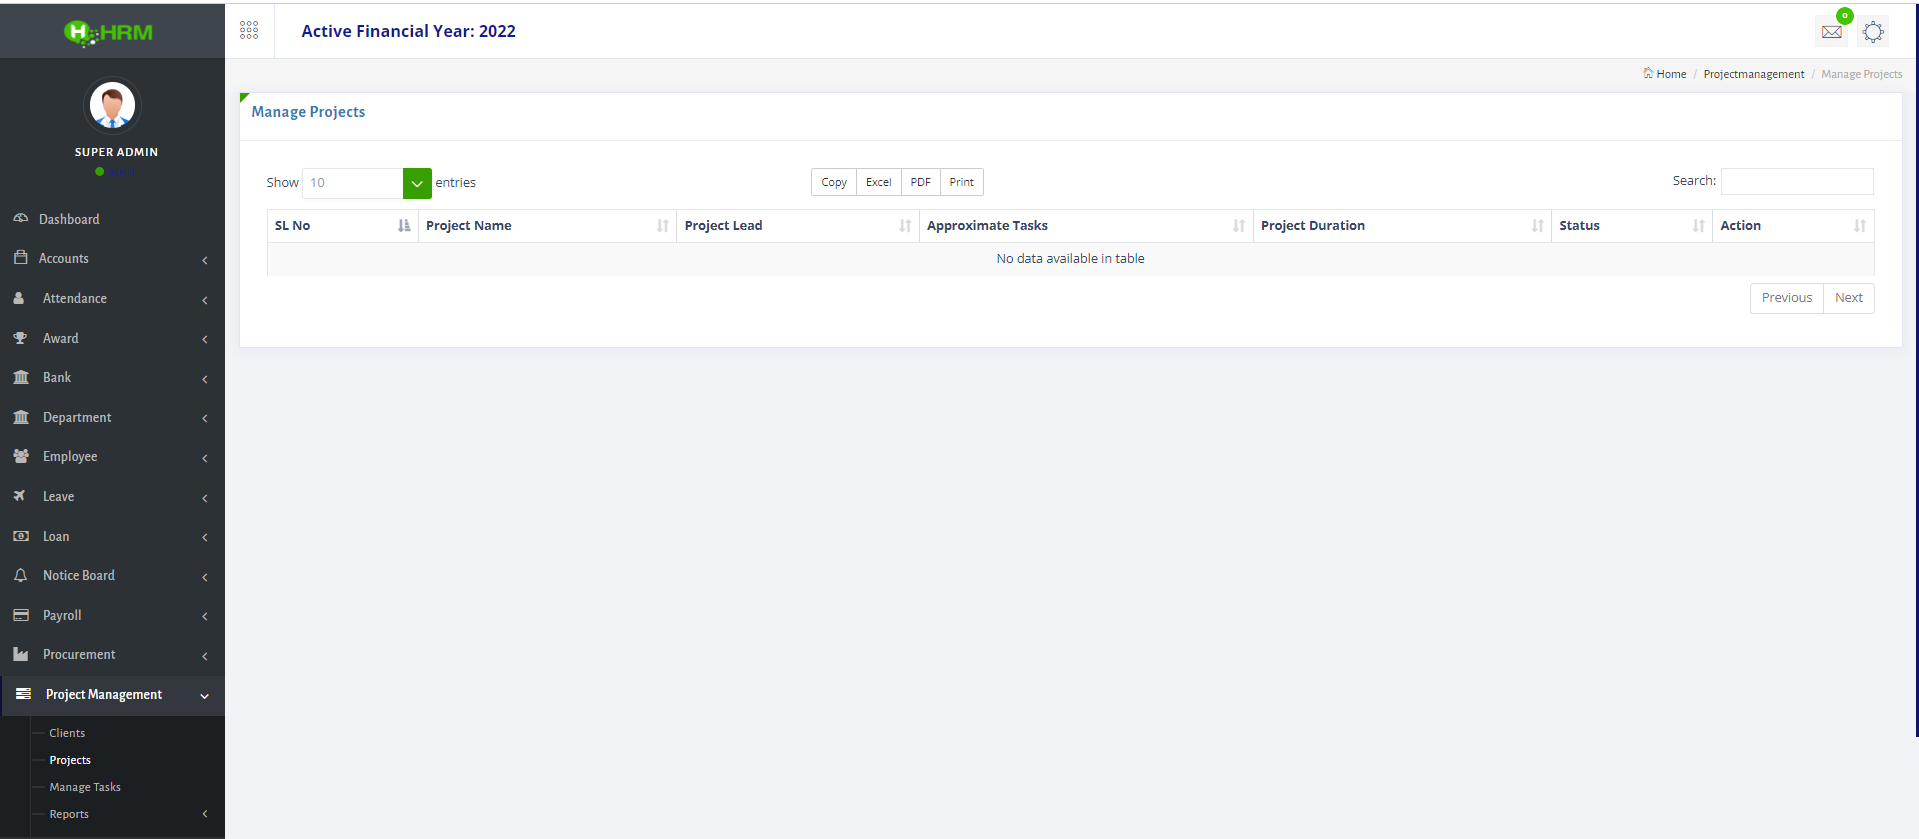 HRM
Active Financial Year: 2022
0
Home / Projectmanagement / Manage Projects
SUPER ADMIN
Dashboard
Accounts
Attendance
Award
Bank
Department
Employee
Leave
Loan
Notice Board
Payroll
Procurement
Project Management
Clients
Projects
Manage Tasks
Reports
Manage Projects
Show 10 entries
Copy Excel PDF Print
Search:
SL No Project Name Project Lead Approximate Tasks Project Duration Status Action
No data available in table
Previous Next